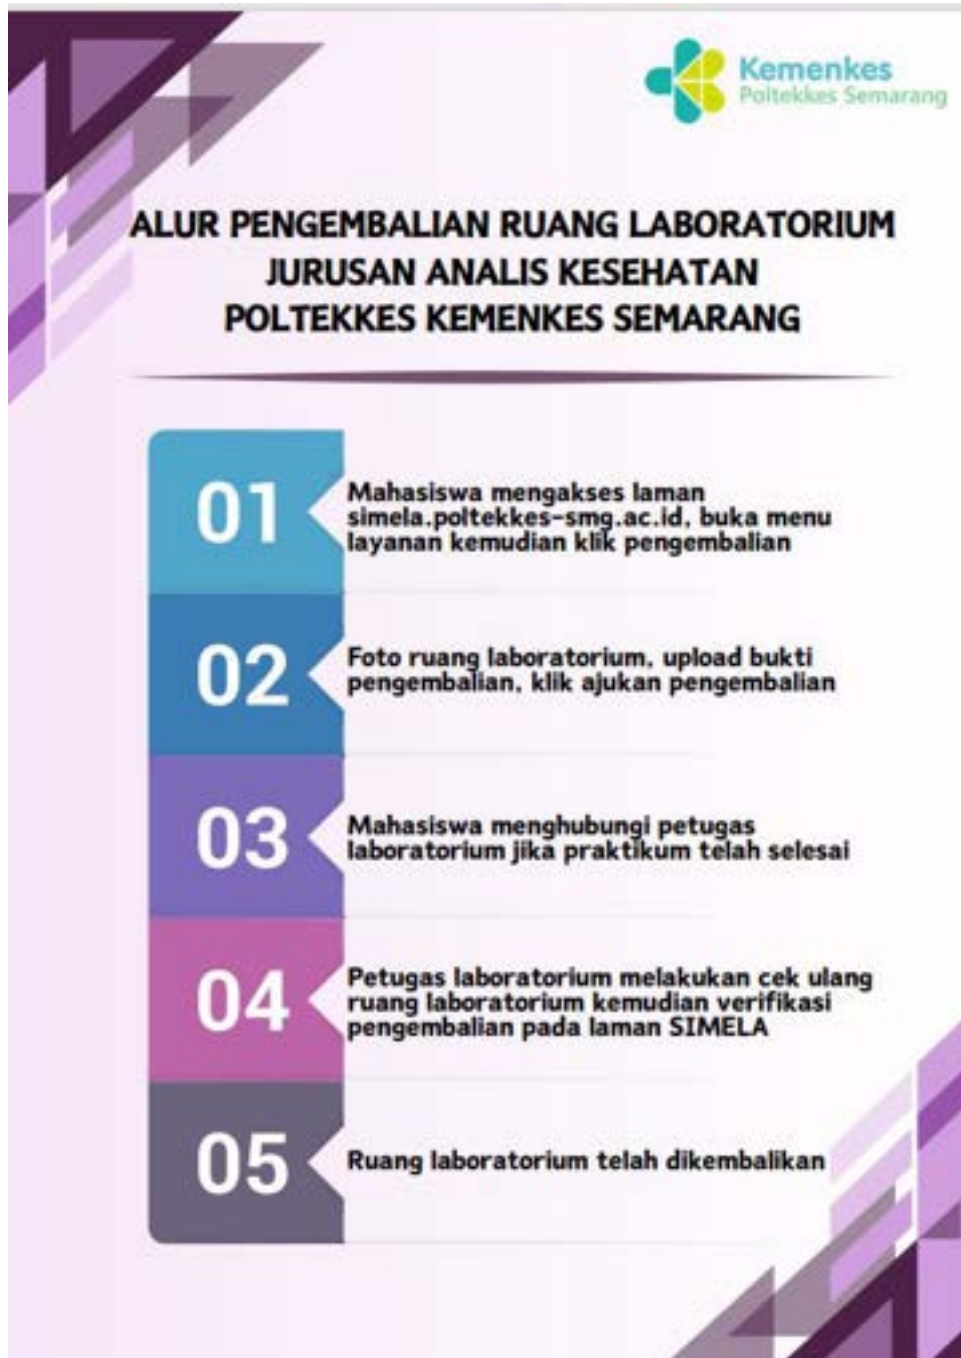 Kemenkes
Poltekkes Semarang
ALUR PENGEMBALIAN RUANG LABORATORIUM
JURUSAN ANALIS KESEHATAN
POLTEKKES KEMENKES SEMARANG
01
Mahasiswa mengakses laman
simela.poltekkes-smg.ac.id, buka menu
layanan kemudian klik pengembalian
02
Foto ruang laboratorium, upload bukti
pengembalian, klik ajukan pengembalian
03
Mahasiswa menghubungi petugas
laboratorium jika praktikum telah selesai
04
Petugas laboratorium melakukan cek ulang
ruang laboratorium kemudian verifikasi
pengembalian pada laman SIMELA
05
Ruang laboratorium telah dikembalikan